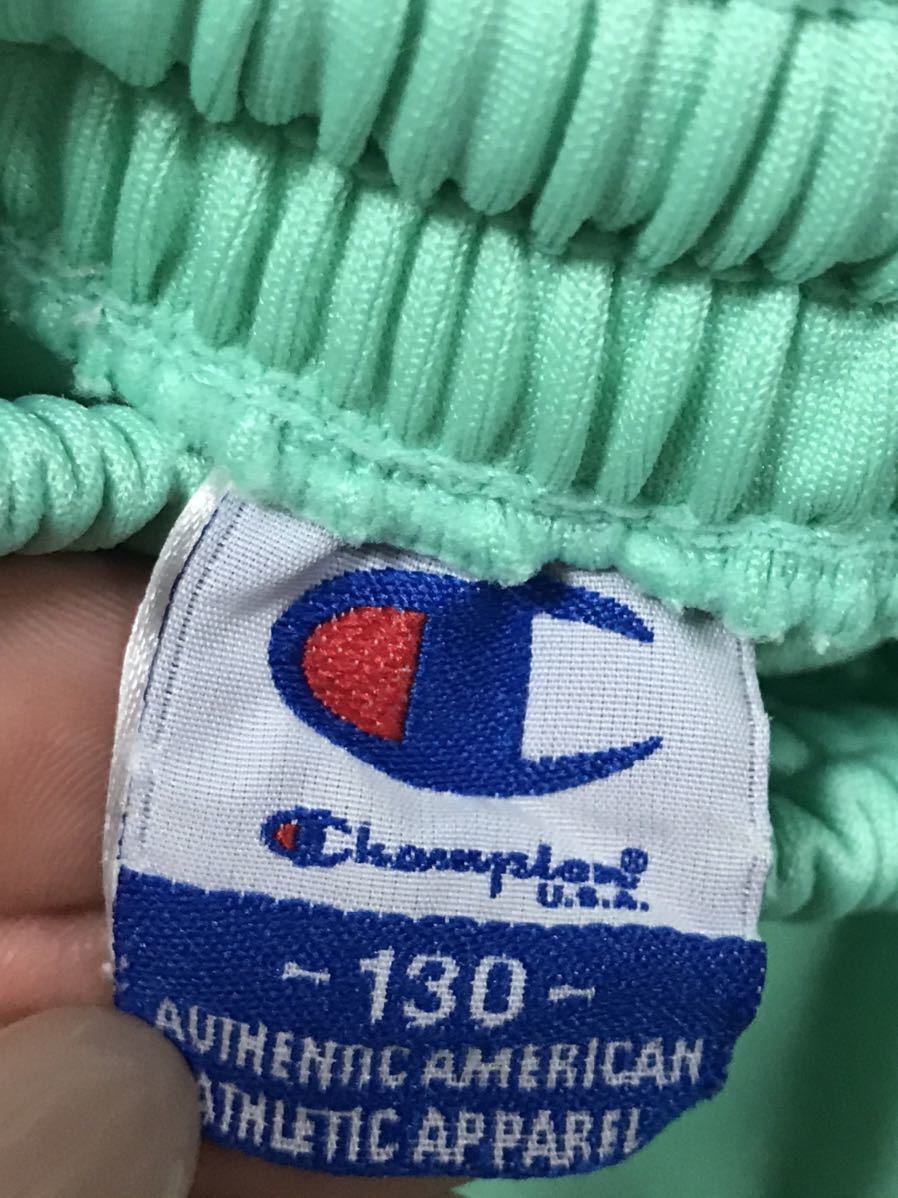 Champion®
U.S.A.
- 130 -
AUTHENTIC AMERICAN
ATHLETIC APPAREL